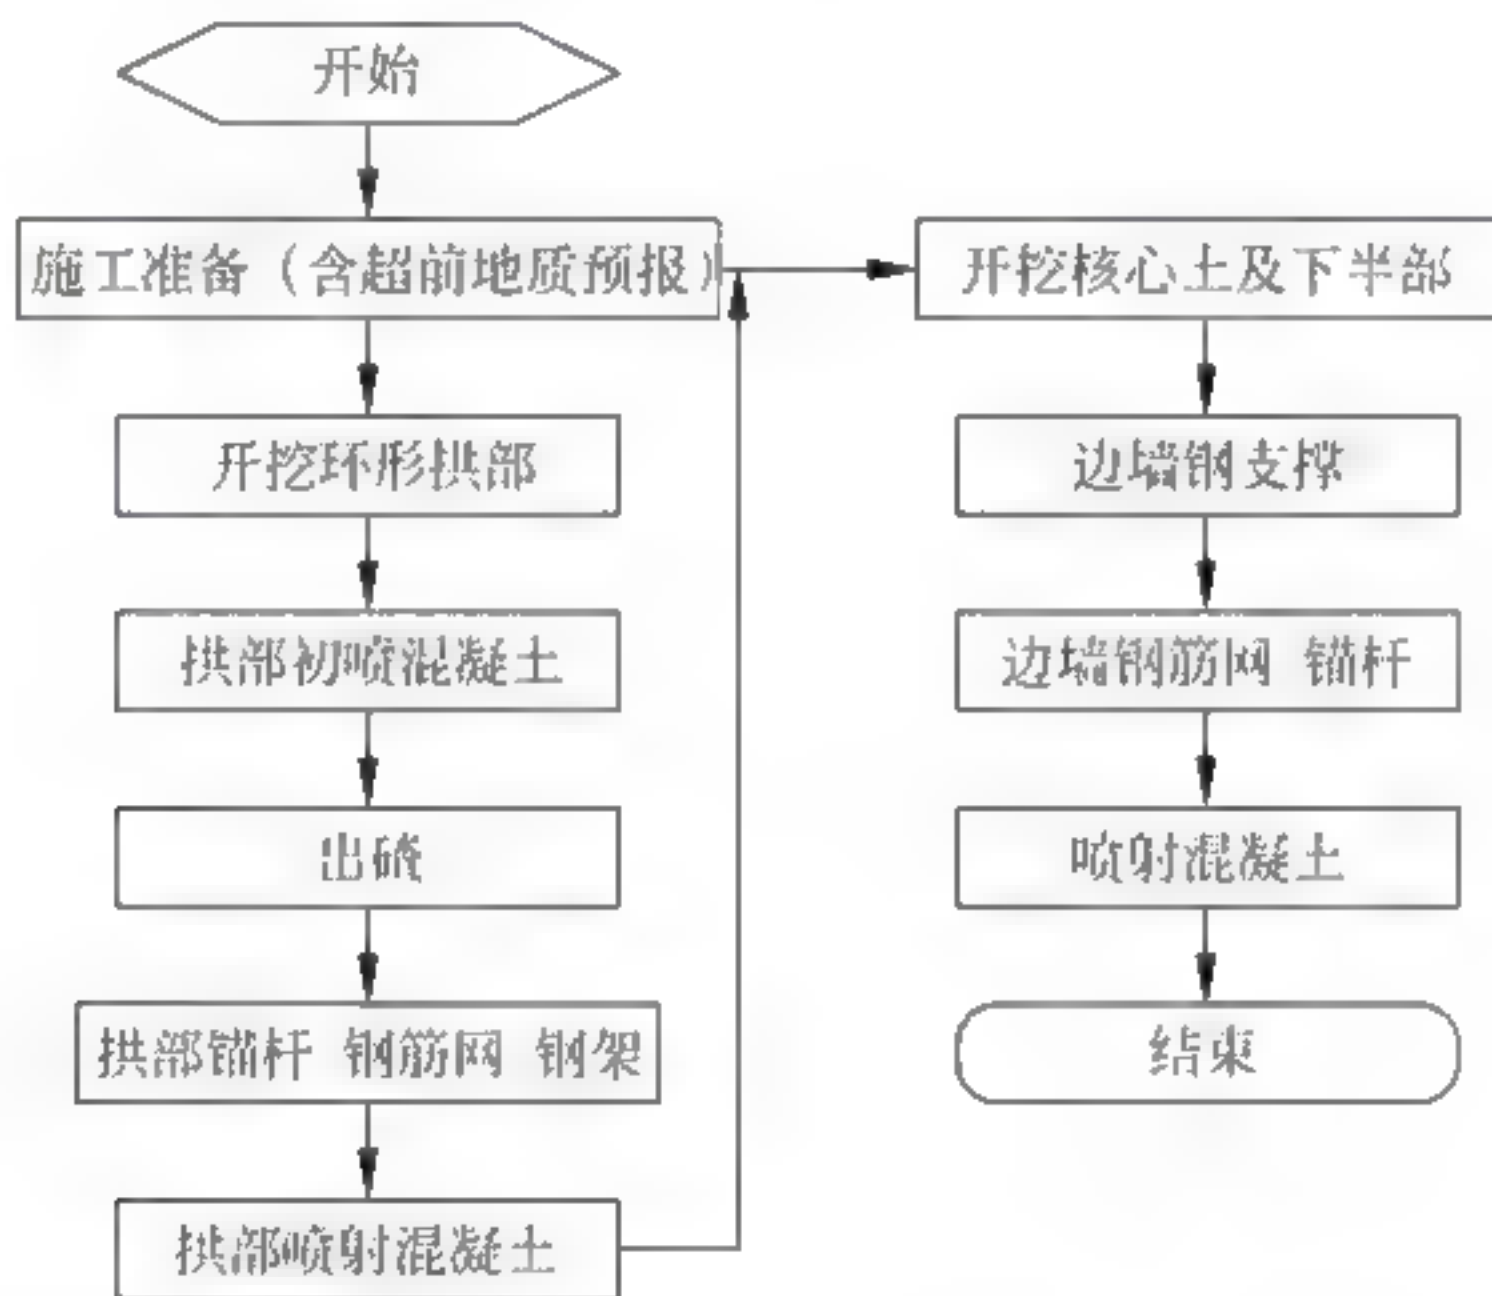 开始
施工准备（含超前地质预报）
开挖环形拱部
拱部初喷混凝土
出碴
拱部锚杆 钢筋网 钢架
拱部喷射混凝土
开挖核心土及下半部
边墙钢支撑
边墙钢筋网 锚杆
喷射混凝土
结束